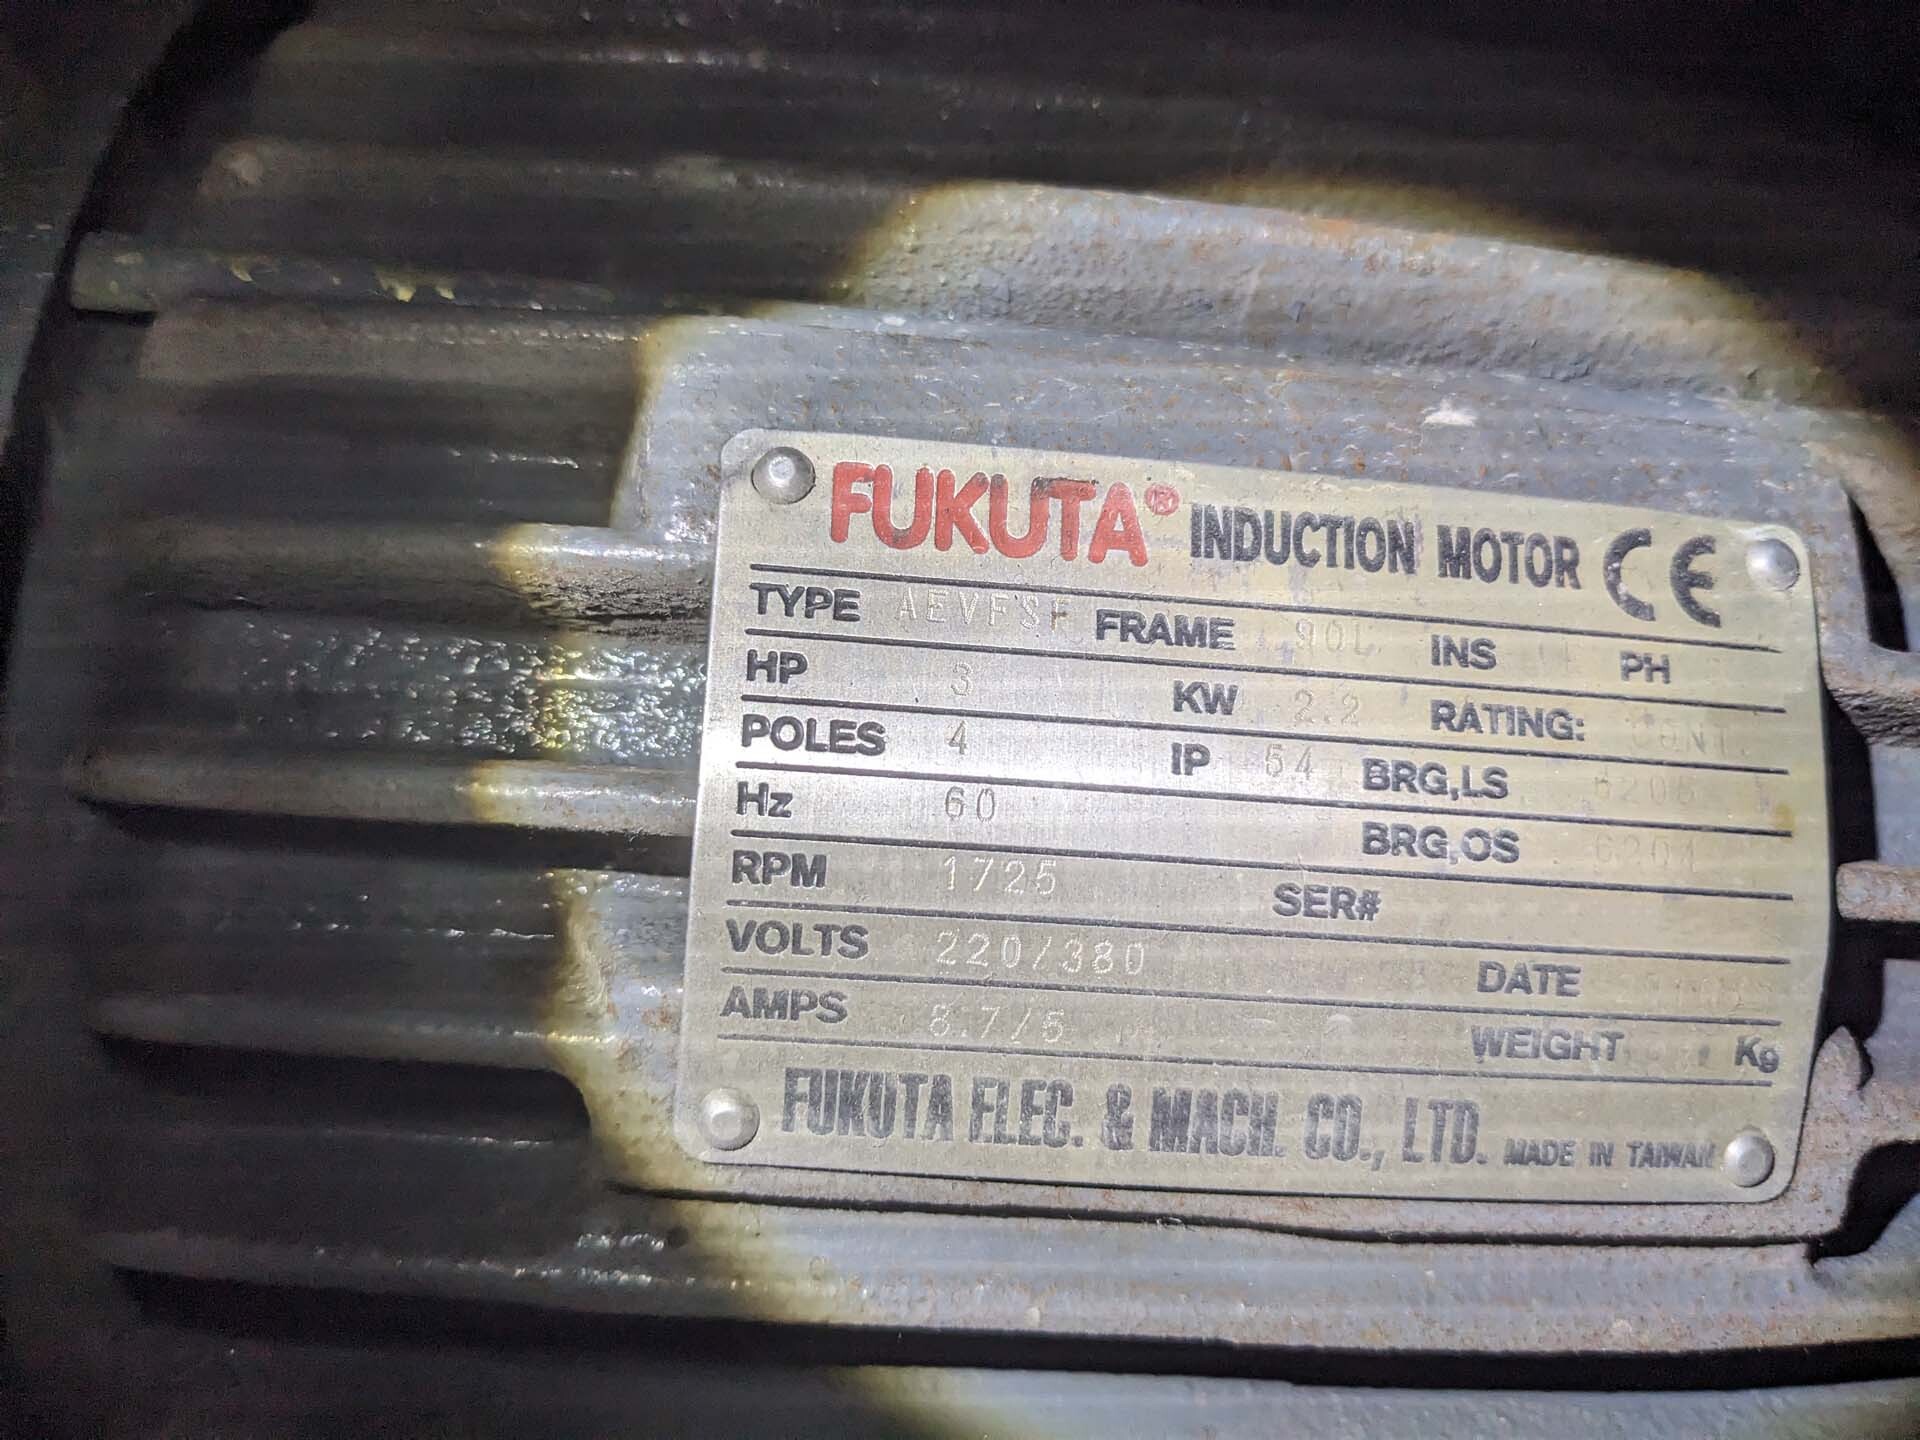 FUKUTA® INDUCTION MOTOR CE
TYPE AEVFSF FRAME 90L INS PH
HP 3 KW 2.2 RATING: CONT.
POLES 4 IP 54 BRG,LS
Hz 60 BRG,OS
RPM 1725 SER#
VOLTS 220/380 DATE
AMPS 8.7/5 WEIGHT Kg
FUKUTA ELEC. & MACH. CO., LTD. MADE IN TAIWAN